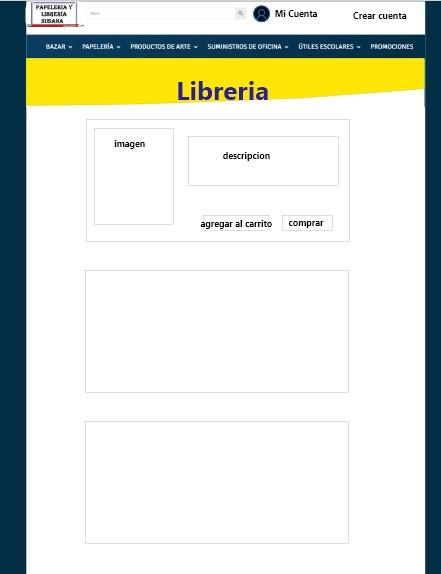 PAPELERIA Y
LIBRERÍA
SUSANA
Mi Cuenta
Crear cuenta
BAZAR
PAPELERÍA
PRODUCTOS DE ARTE
SUMINISTROS DE OFICINA
ÚTILES ESCOLARES
PROMOCIONES
Libreria
imagen
descripcion
agregar al carrito
comprar